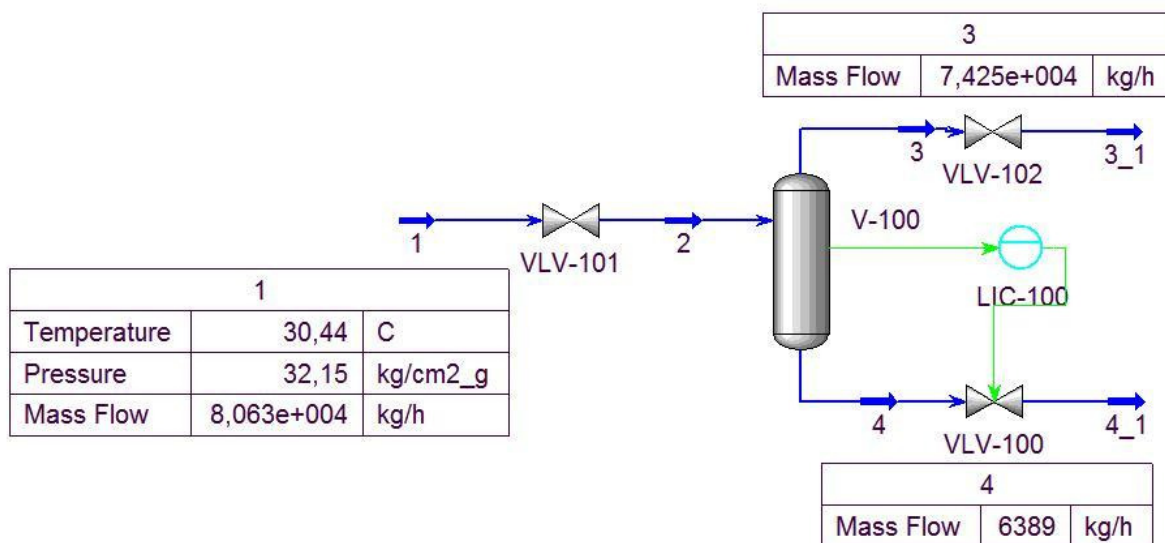 3
Mass Flow 7,425e+004 kg/h
3
3_1
VLV-102
V-100
1
2
VLV-101
LIC-100
1
Temperature 30,44 C
Pressure 32,15 kg/cm2_g
Mass Flow 8,063e+004 kg/h
4
4_1
VLV-100
4
Mass Flow 6389 kg/h